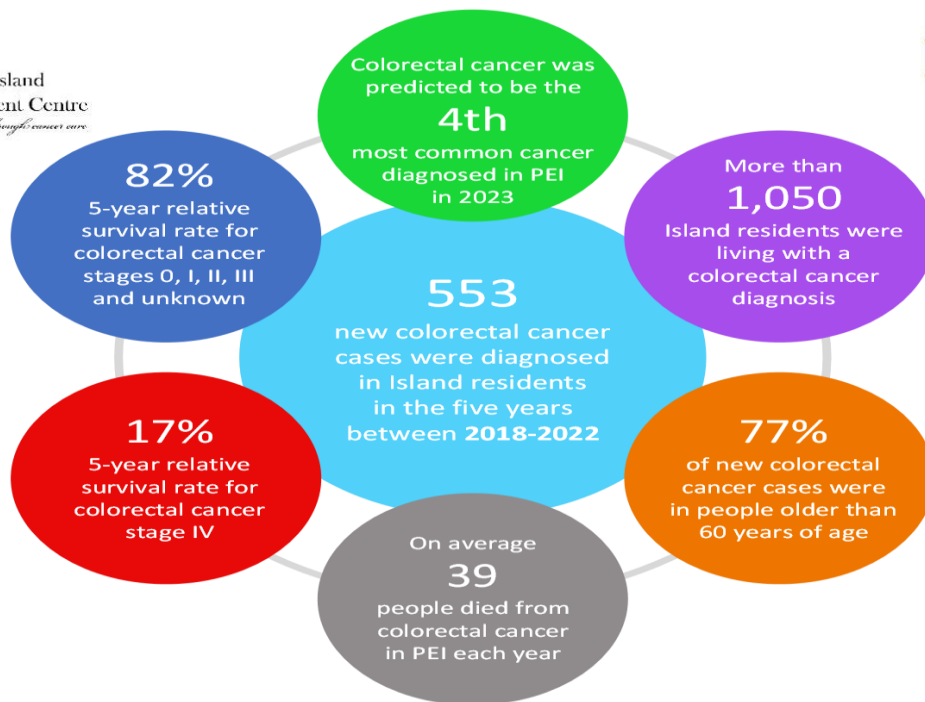 sland
ent Centre
hrough cancer care
Colorectal cancer was
predicted to be the
4th
most common cancer
diagnosed in PEI
in 2023
82%
5-year relative
survival rate for
colorectal cancer
stages 0, I, II, III
and unknown
More than
1,050
Island residents were
living with a
colorectal cancer
diagnosis
553
new colorectal cancer
cases were diagnosed
in Island residents
in the five years
between 2018-2022
17%
5-year relative
survival rate for
colorectal cancer
stage IV
77%
of new colorectal
cancer cases were
in people older than
60 years of age
On average
39
people died from
colorectal cancer
in PEI each year